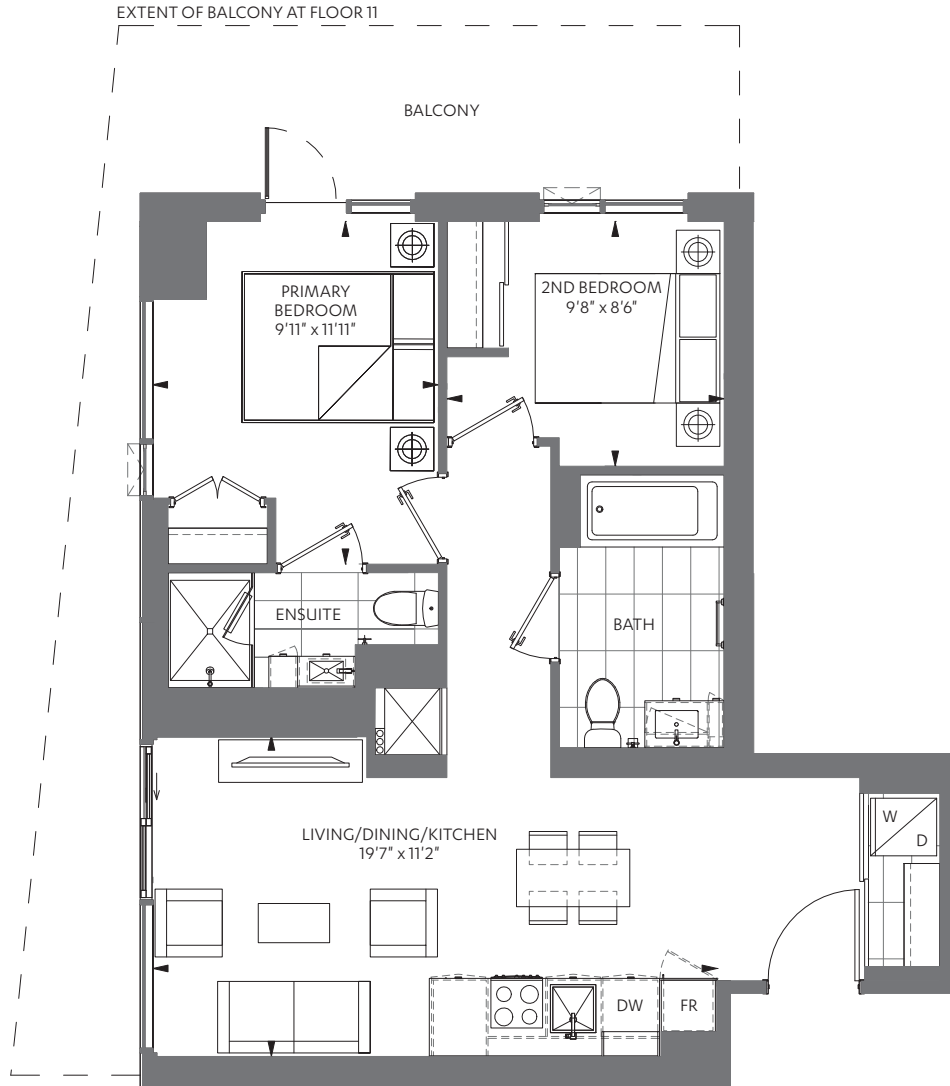 EXTENT OF BALCONY AT FLOOR 11
BALCONY
PRIMARY
BEDROOM
9'11" x 11'11"
2ND BEDROOM
9'8" x 8'6"
ENSUITE
BATH
LIVING/DINING/KITCHEN
19'7" x 11'2"
W
D
DW
FR